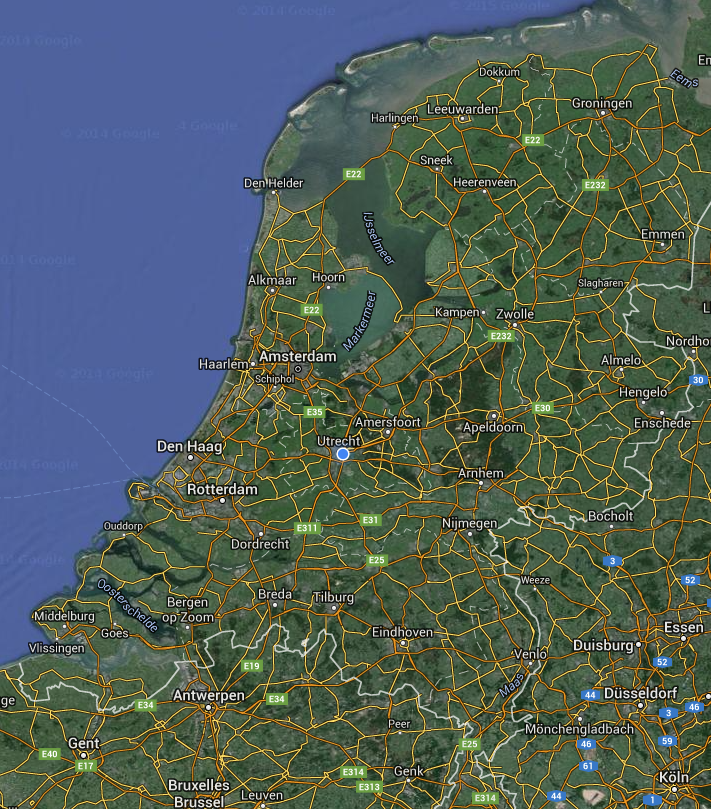 © 2014 Google
© 2015 Google
2014 Google
Dokkum
Eems
Leeuwarden
Groningen
Harlingen
© 2014 Google
4 Google
E22
Sneek
E22
Den Helder
Heerenveen
E232
IJsselmeer
Emmen
014 Google
Alkmaar
Hoorn
Slagharen
E22
Markermeer
Kampen
Zwolle
E232
Nordho
Haarlem
Amsterdam
Schiphol
Almelo
© 2014 Google
30
Hengelo
E35
E30
Amersfoort
Apeldoorn
Enschede
Utrecht
Den Haag
2014 Google
Arnhem
Rotterdam
Ouddorp
E311
E31
Nijmegen
Bocholt
Dordrecht
E25
3
Oosterschelde
Weeze
52
Bergen
op Zoom
Breda
Tilburg
Middelburg
Goes
Vlissingen
Eindhoven
Essen
Duisburg
E19
Venlo
52
Maas
Antwerpen
E34
E34
44
Düsseldorf
46
3
ge
Peer
Mönchengladbach
Gent
E25
46
59
E40
E17
61
E314
Genk
Köln
E313
Bruxelles
Brussel
Leuven
E314
44
1